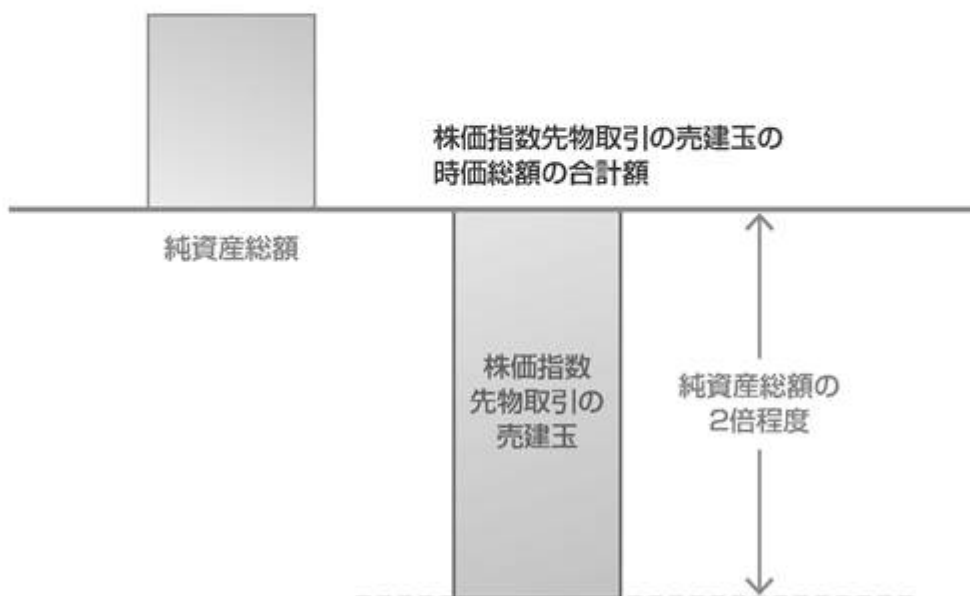 株価指数先物取引の売建玉の
時価総額の合計額
純資産総額
株価指数
先物取引の
売建玉
純資産総額の
2倍程度